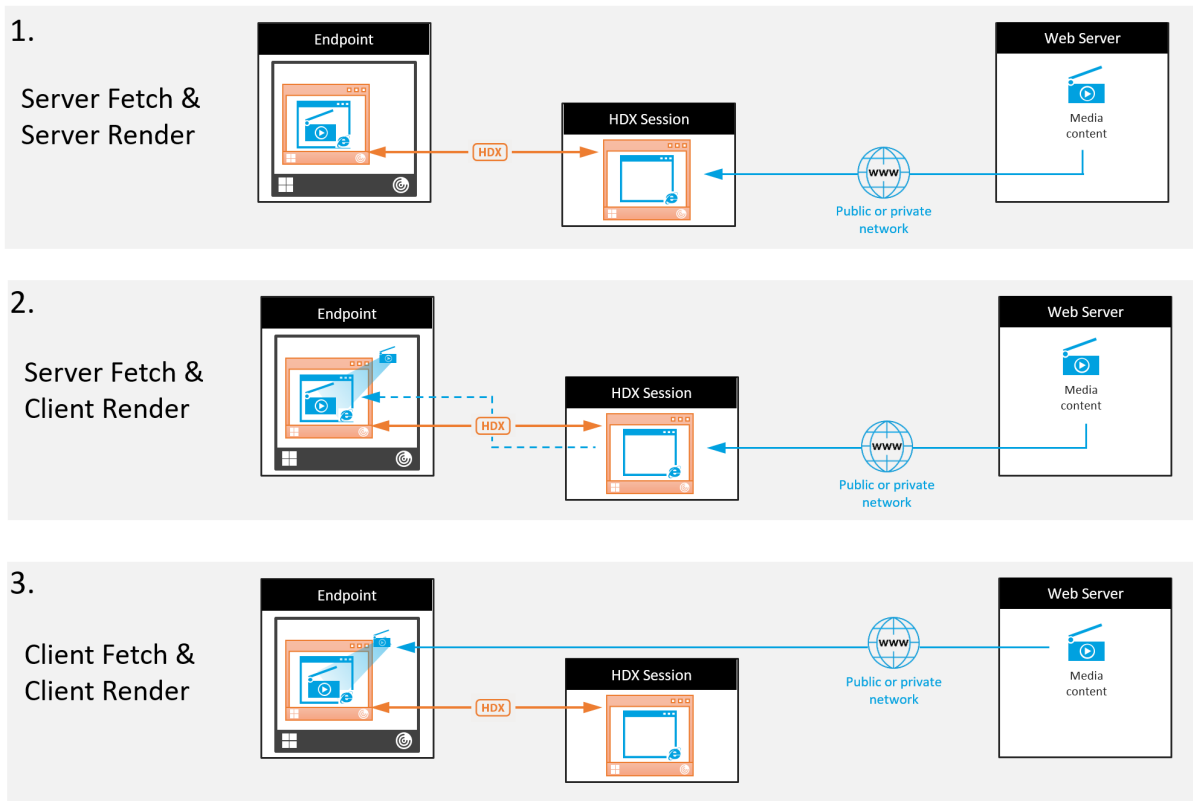 1.
Server Fetch &
Server Render
Endpoint
HDX
HDX Session
www
Public or private
network
Web Server
Media
content
2.
Server Fetch &
Client Render
Endpoint
HDX
HDX Session
www
Public or private
network
Web Server
Media
content
3.
Client Fetch &
Client Render
Endpoint
HDX
HDX Session
www
Public or private
network
Web Server
Media
content